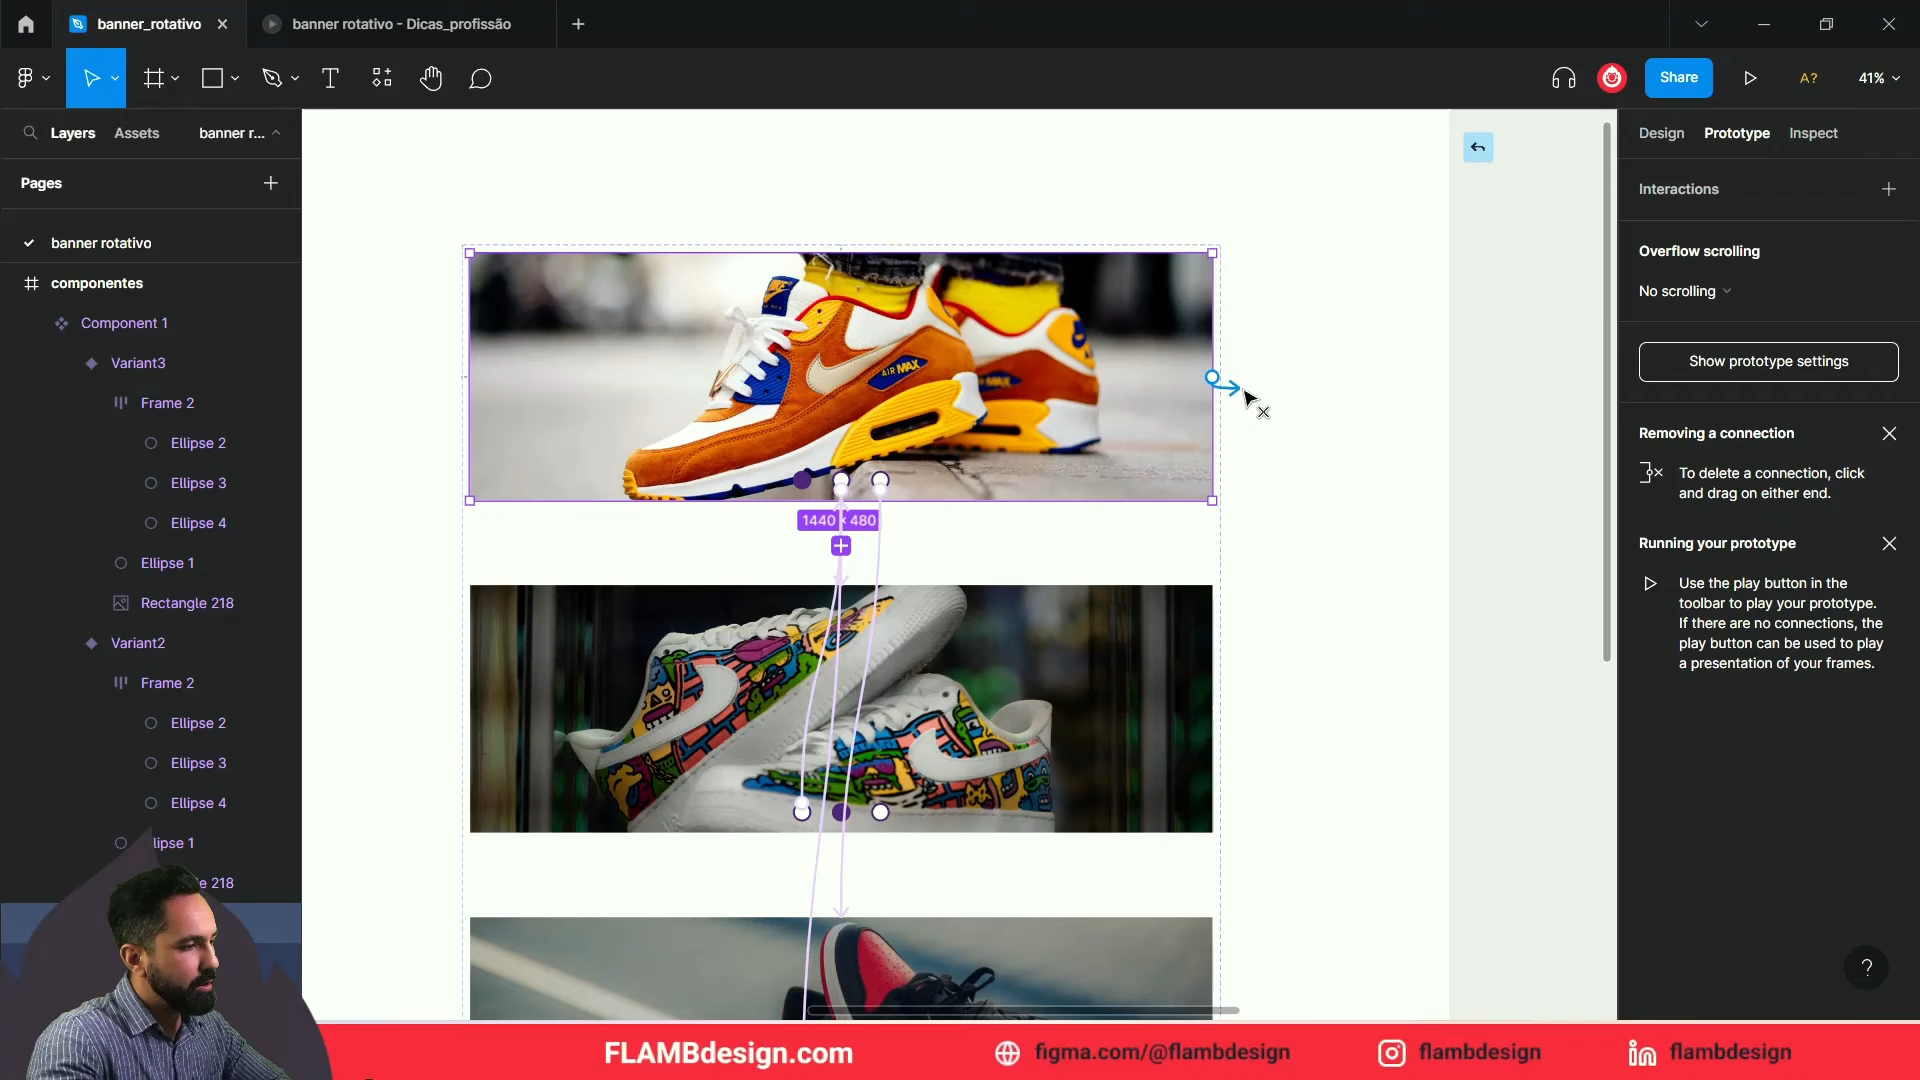 banner_rotativo
banner rotativo - Dicas_profissão
Share
A?
41%
Layers
Assets
banner r...
Design
Prototype
Inspect
Pages
Interactions
banner rotativo
componentes
Overflow scrolling
No scrolling
Component 1
Variant3
Show prototype settings
Frame 2
Ellipse 2
Ellipse 3
Ellipse 4
Ellipse 1
Rectangle 218
Variant2
Frame 2
Ellipse 2
Ellipse 3
Ellipse 4
lipse 1
e 218
AIR MAX
1440 × 480
Removing a connection
To delete a connection, click
and drag on either end.
Running your prototype
Use the play button in the
toolbar to play your prototype.
If there are no connections, the
play button can be used to play
a presentation of your frames.
?
FLAMBdesign.com
figma.com/@flambdesign
flambdesign
flambdesign